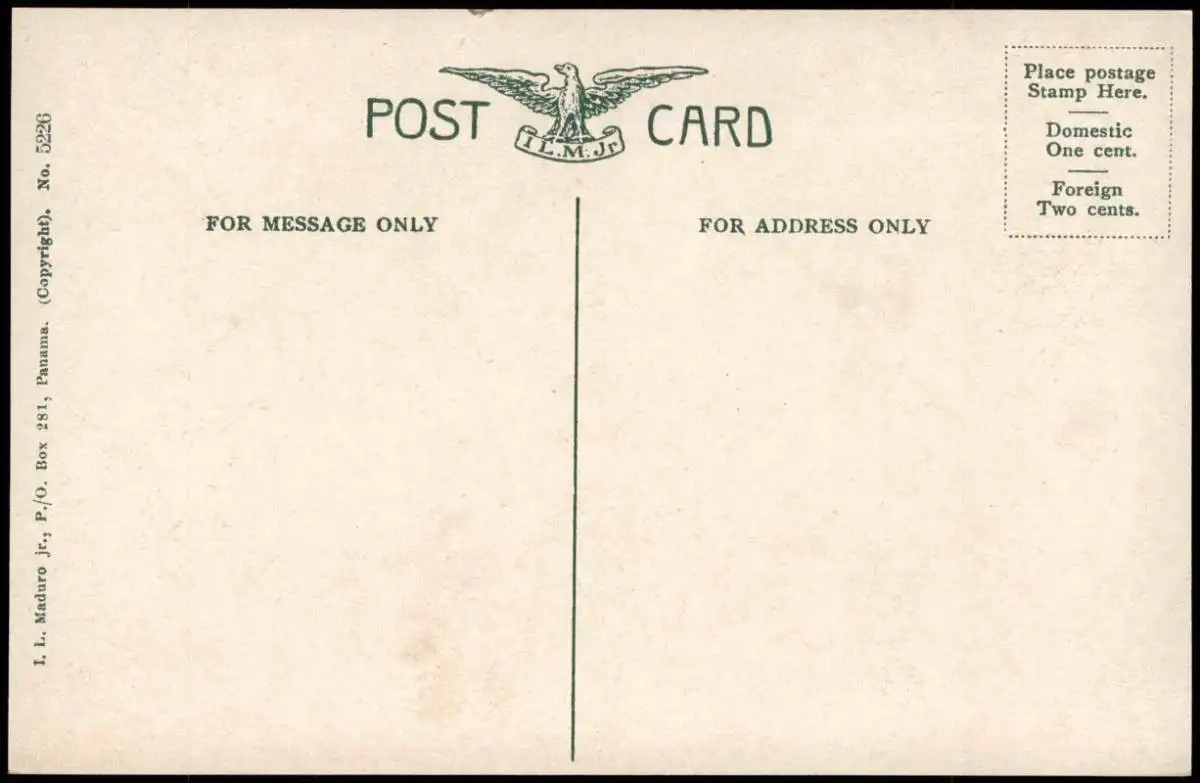 POST CARD
I. L. M. Jr
Place postage
Stamp Here.
Domestic
One cent.
Foreign
Two cents.
FOR MESSAGE ONLY
FOR ADDRESS ONLY
I. L. Maduro jr., P./O. Box 281, Panama. (Copyright). No. 5226